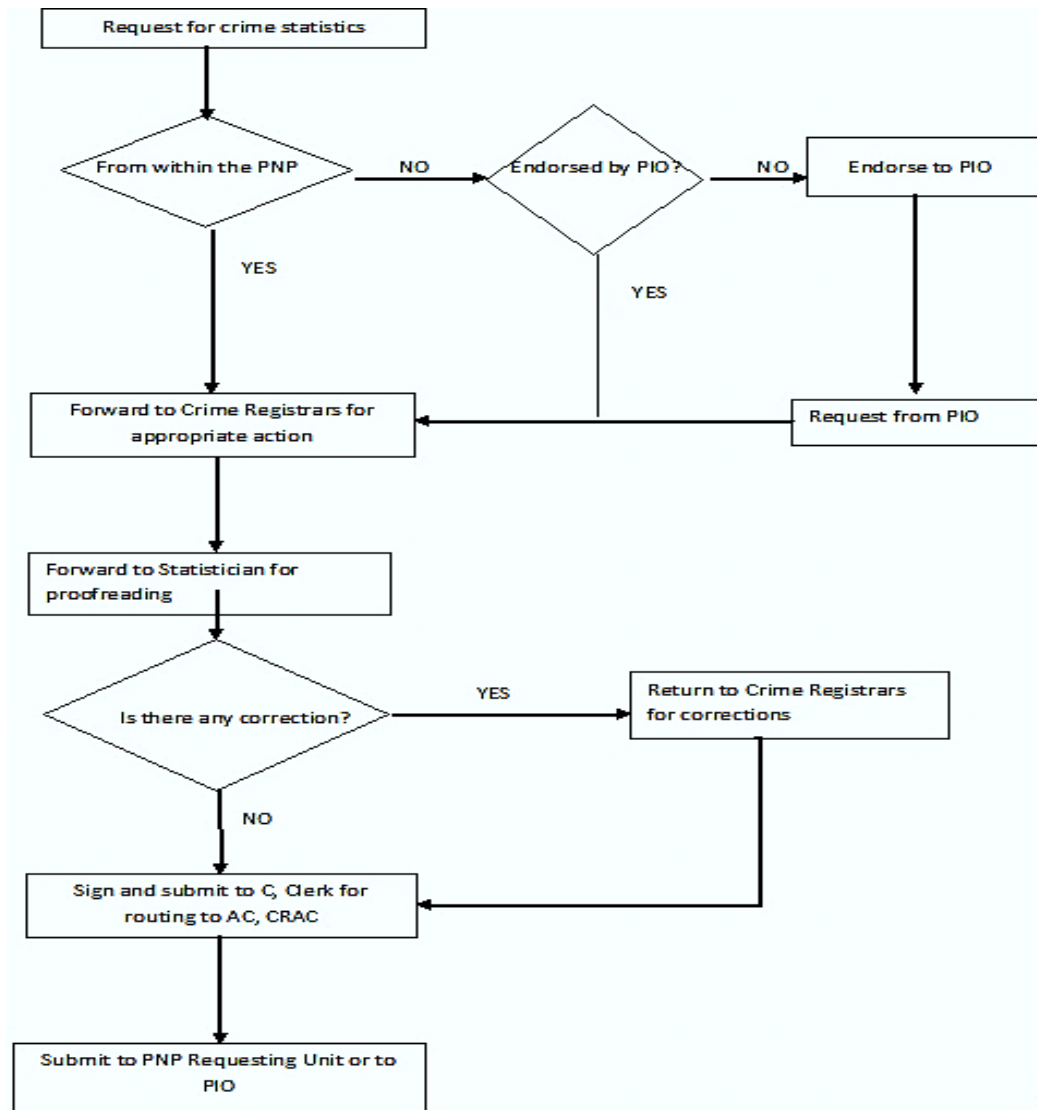 Request for crime statistics
From within the PNP
NO
Endorsed by PIO?
NO
Endorse to PIO
YES
YES
Forward to Crime Registrars for
appropriate action
Request from PIO
Forward to Statistician for
proofreading
Is there any correction?
YES
Return to Crime Registrars
for corrections
NO
Sign and submit to C, Clerk for
routing to AC, CRAC
Submit to PNP Requesting Unit or to
PIO